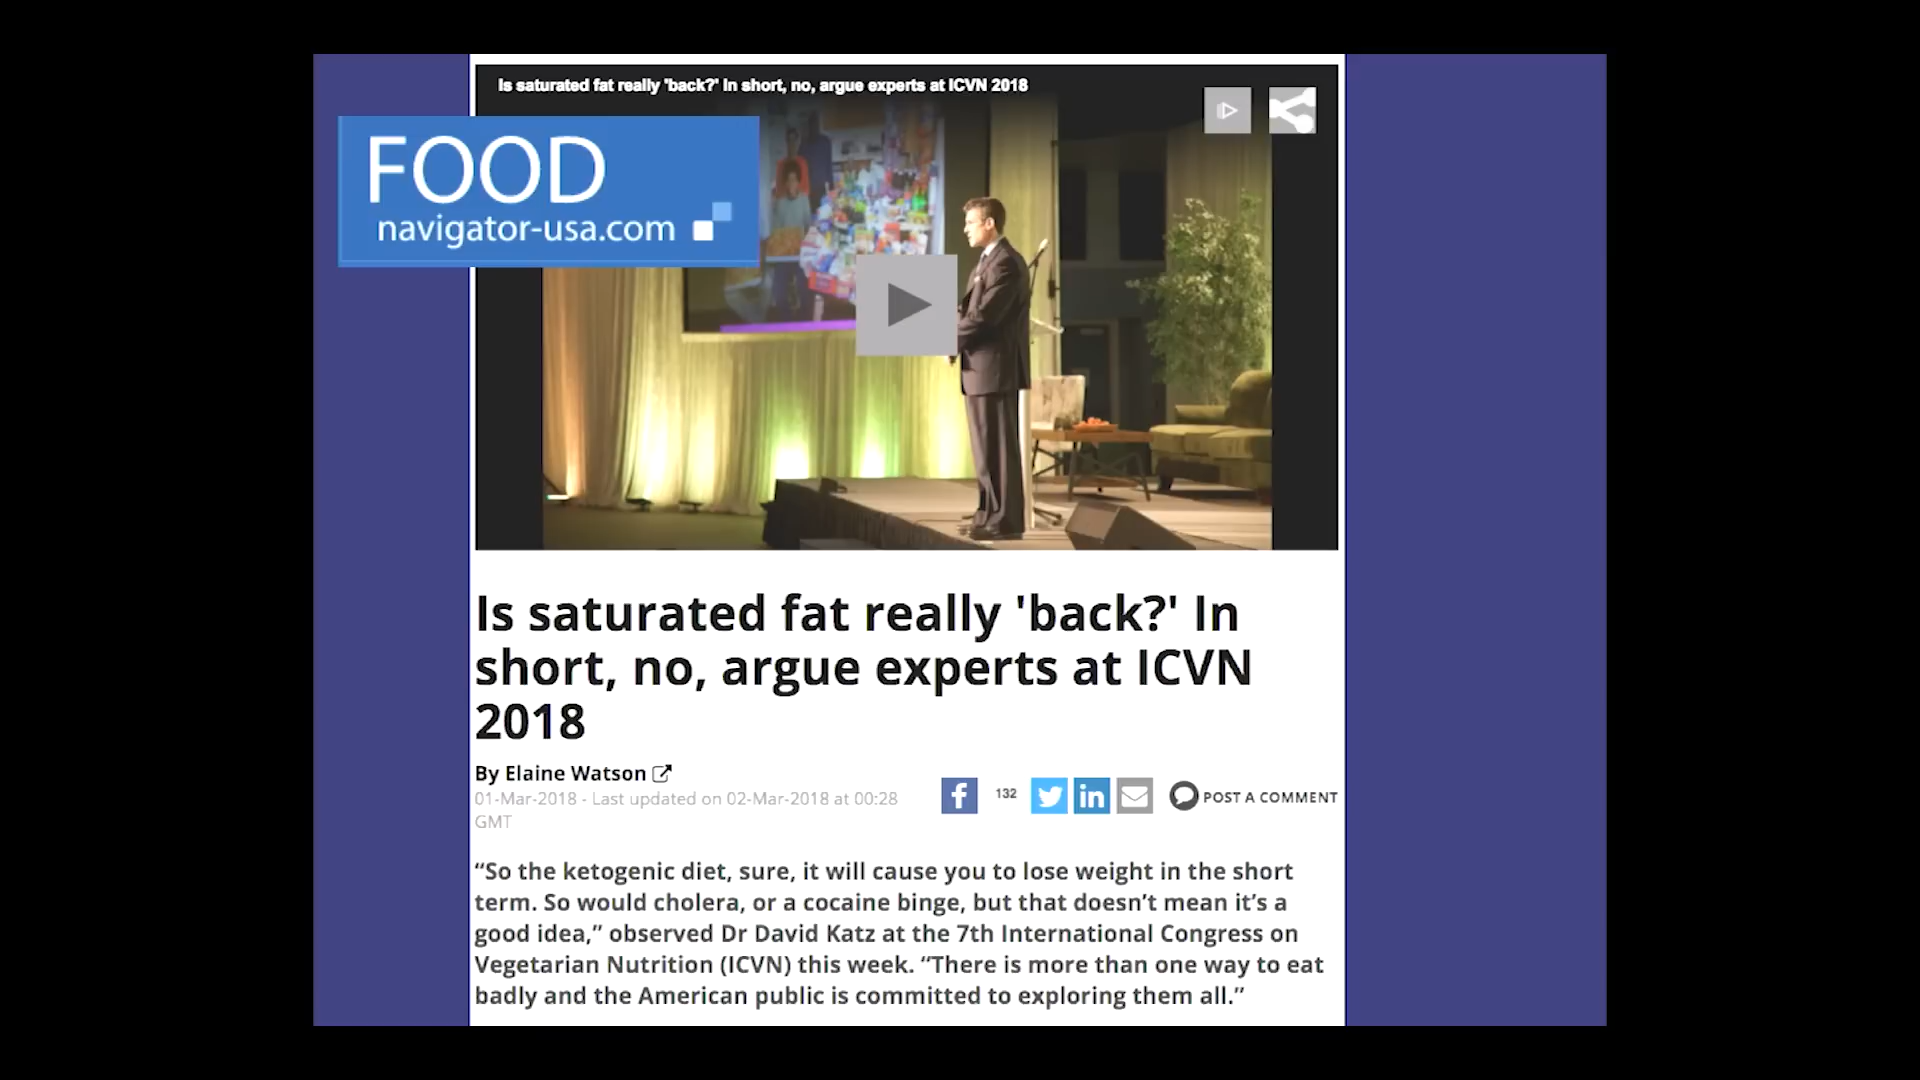 Is saturated fat really 'back?' In short, no, argue experts at ICVN 2018
FOOD
navigator-usa.com
Is saturated fat really 'back?' In
short, no, argue experts at ICVN
2018
By Elaine Watson
01-Mar-2018 - Last updated on 02-Mar-2018 at 00:28
GMT
f
132
in
POST A COMMENT
“So the ketogenic diet, sure, it will cause you to lose weight in the short
term. So would cholera, or a cocaine binge, but that doesn’t mean it’s a
good idea,” observed Dr David Katz at the 7th International Congress on
Vegetarian Nutrition (ICVN) this week. “There is more than one way to eat
badly and the American public is committed to exploring them all.”